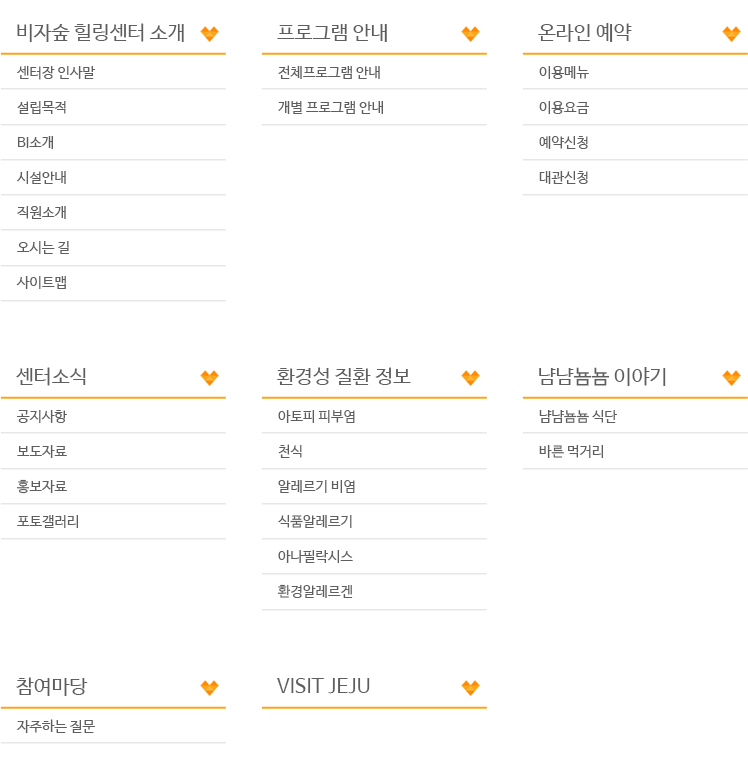 비자숲 힐링센터 소개
센터장 인사말
설립목적
BI소개
시설안내
직원소개
오시는 길
사이트맵
프로그램 안내
전체프로그램 안내
개별 프로그램 안내
온라인 예약
이용메뉴
이용요금
예약신청
대관신청
센터소식
공지사항
보도자료
홍보자료
포토갤러리
환경성 질환 정보
아토피 피부염
천식
알레르기 비염
식품알레르기
아나필락시스
환경알레르겐
냠냠뇸뇸 이야기
냠냠뇸뇸 식단
바른 먹거리
참여마당
자주하는 질문
VISIT JEJU